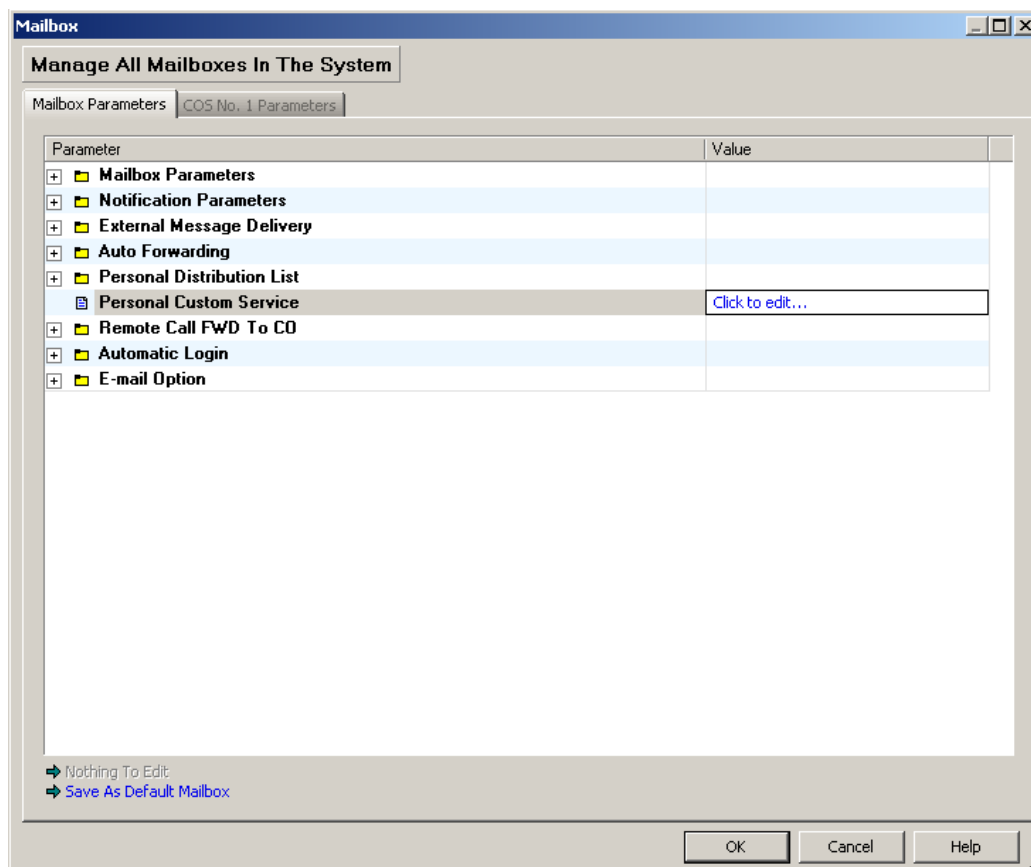 Mailbox
Manage All Mailboxes In The System
Mailbox Parameters COS No. 1 Parameters
Parameter Value
Mailbox Parameters
Notification Parameters
External Message Delivery
Auto Forwarding
Personal Distribution List
Personal Custom Service Click to edit...
Remote Call FWD To CO
Automatic Login
E-mail Option
Nothing To Edit
Save As Default Mailbox
OK Cancel Help